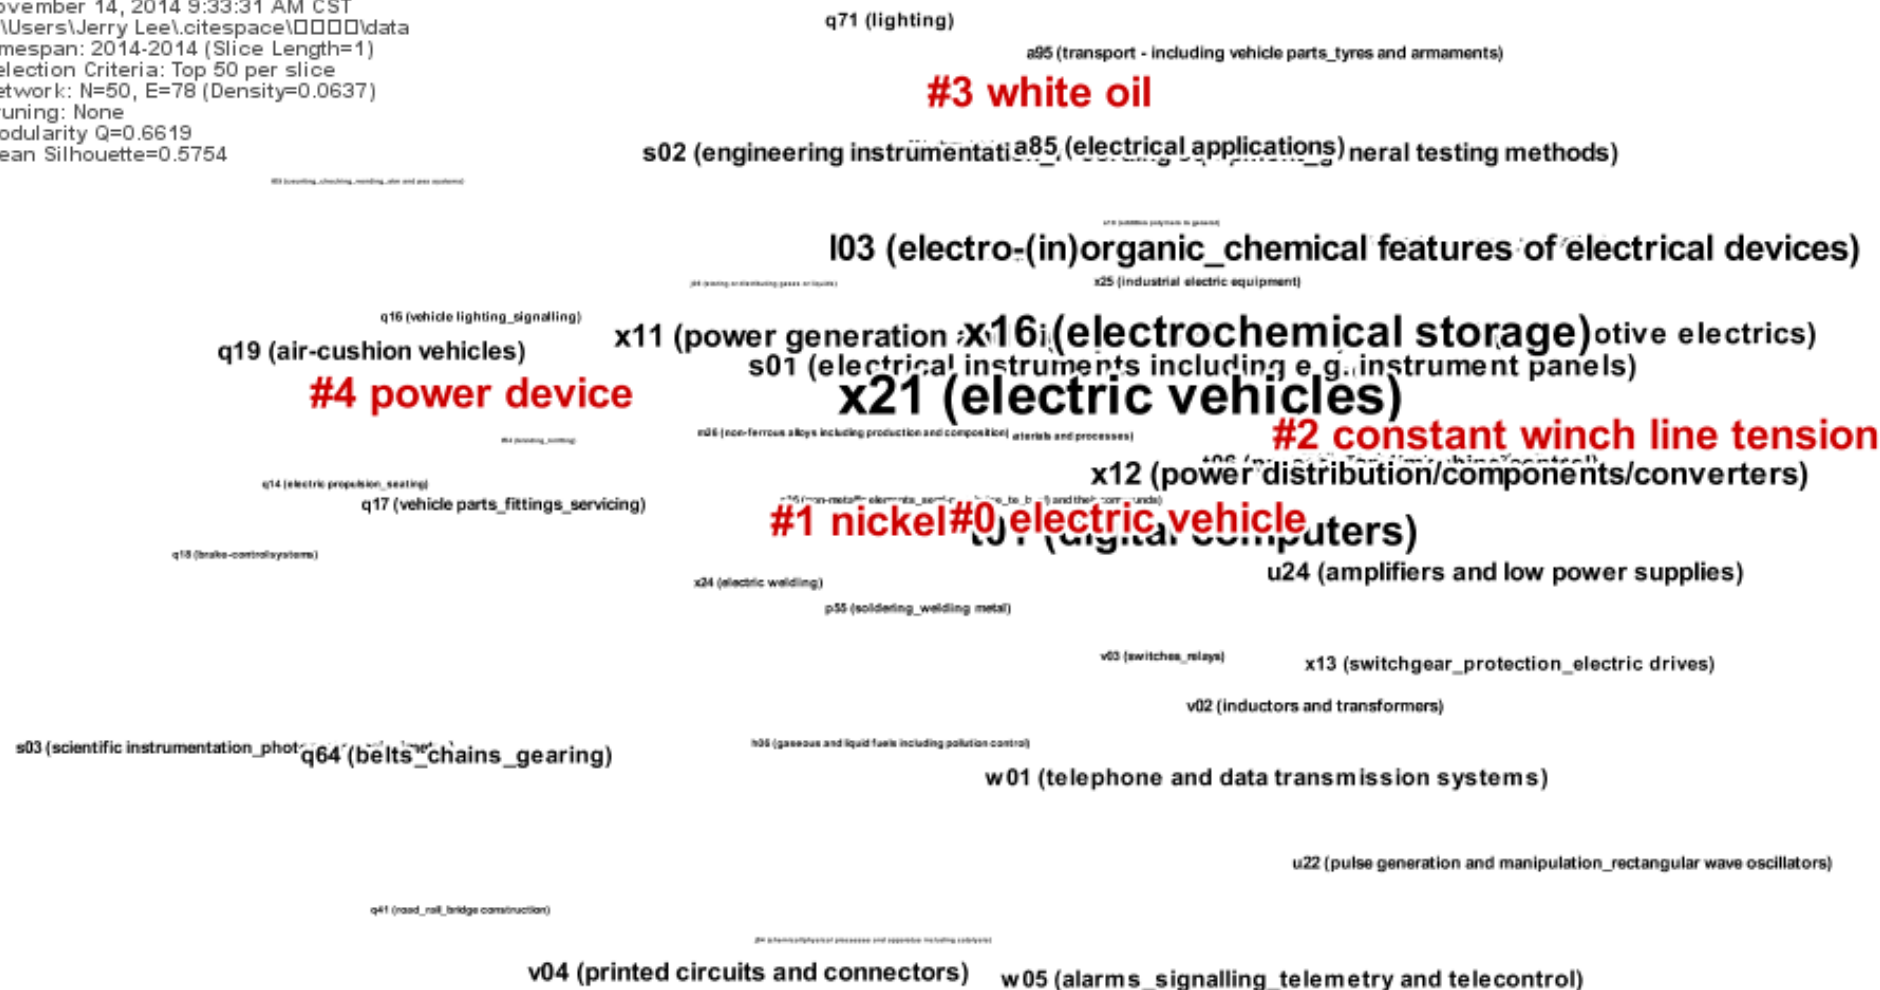 ovember 14, 2014 9:33:31 AM CST
\Users\Jerry Lee\.citespace\□□□□\data
mespan: 2014-2014 (Slice Length=1)
election Criteria: Top 50 per slice
etwork: N=50, E=78 (Density=0.0637)
uning: None
odularity Q=0.6619
ean Silhouette=0.5754
q71 (lighting)
a95 (transport - including vehicle parts_tyres and armaments)
#3 white oil
a85 (electrical applications)
s02 (engineering instrumentati neral testing methods)
l03 (electro-(in)organic_chemical features of electrical devices)
x25 (industrial electric equipment)
q16 (vehicle lighting_signalling)
x11 (power generation
x16 (electrochemical storage)
otive electrics)
q19 (air-cushion vehicles)
s01 (electrical instruments including e.g. instrument panels)
#4 power device
x21 (electric vehicles)
m26 (non-ferrous alloys including production and composition)
aterials and processes)
#2 constant winch line tension
x12 (power distribution/components/converters)
q14 (electric propulsion_seating)
q17 (vehicle parts_fittings_servicing)
#1 nickel
#0 electric vehicle
t01 (digital computers)
q18 (brake-controlsystems)
u24 (amplifiers and low power supplies)
x24 (electric welding)
p55 (soldering_welding metal)
v03 (switches_relays)
x13 (switchgear_protection_electric drives)
v02 (inductors and transformers)
s03 (scientific instrumentation_phot
q64 (belts_chains_gearing)
h06 (gaseous and liquid fuels including pollution control)
w01 (telephone and data transmission systems)
u22 (pulse generation and manipulation_rectangular wave oscillators)
q41 (road_rail_bridge construction)
v04 (printed circuits and connectors)
w05 (alarms_signalling_telemetry and telecontrol)